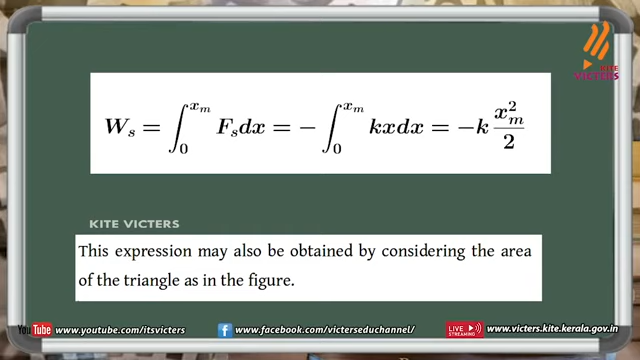 KITE
VICTERS
W_s = ∫_0^{x_m} F_s dx = − ∫_0^{x_m} kxdx = −k x_m^2 / 2
KITE VICTERS
This expression may also be obtained by considering the area
of the triangle as in the figure.
YouTube www.youtube.com/itsvicters f www.facebook.com/victerseduchannel/ LIVE STREAMING www.victers.kite.kerala.gov.in